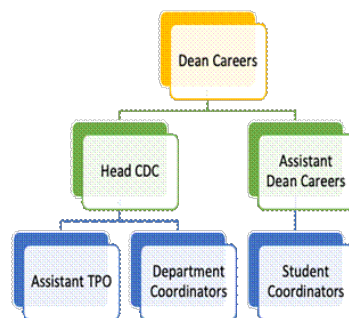 Dean Careers
Head CDC
Assistant
Dean Careers
Assistant TPO
Department
Coordinators
Student
Coordinators